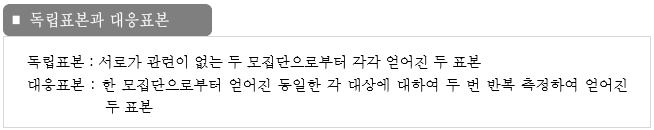 ■ 독립표본과 대응표본
독립표본 : 서로가 관련이 없는 두 모집단으로부터 각각 얻어진 두 표본
대응표본 : 한 모집단으로부터 얻어진 동일한 각 대상에 대하여 두 번 반복 측정하여 얻어진
두 표본